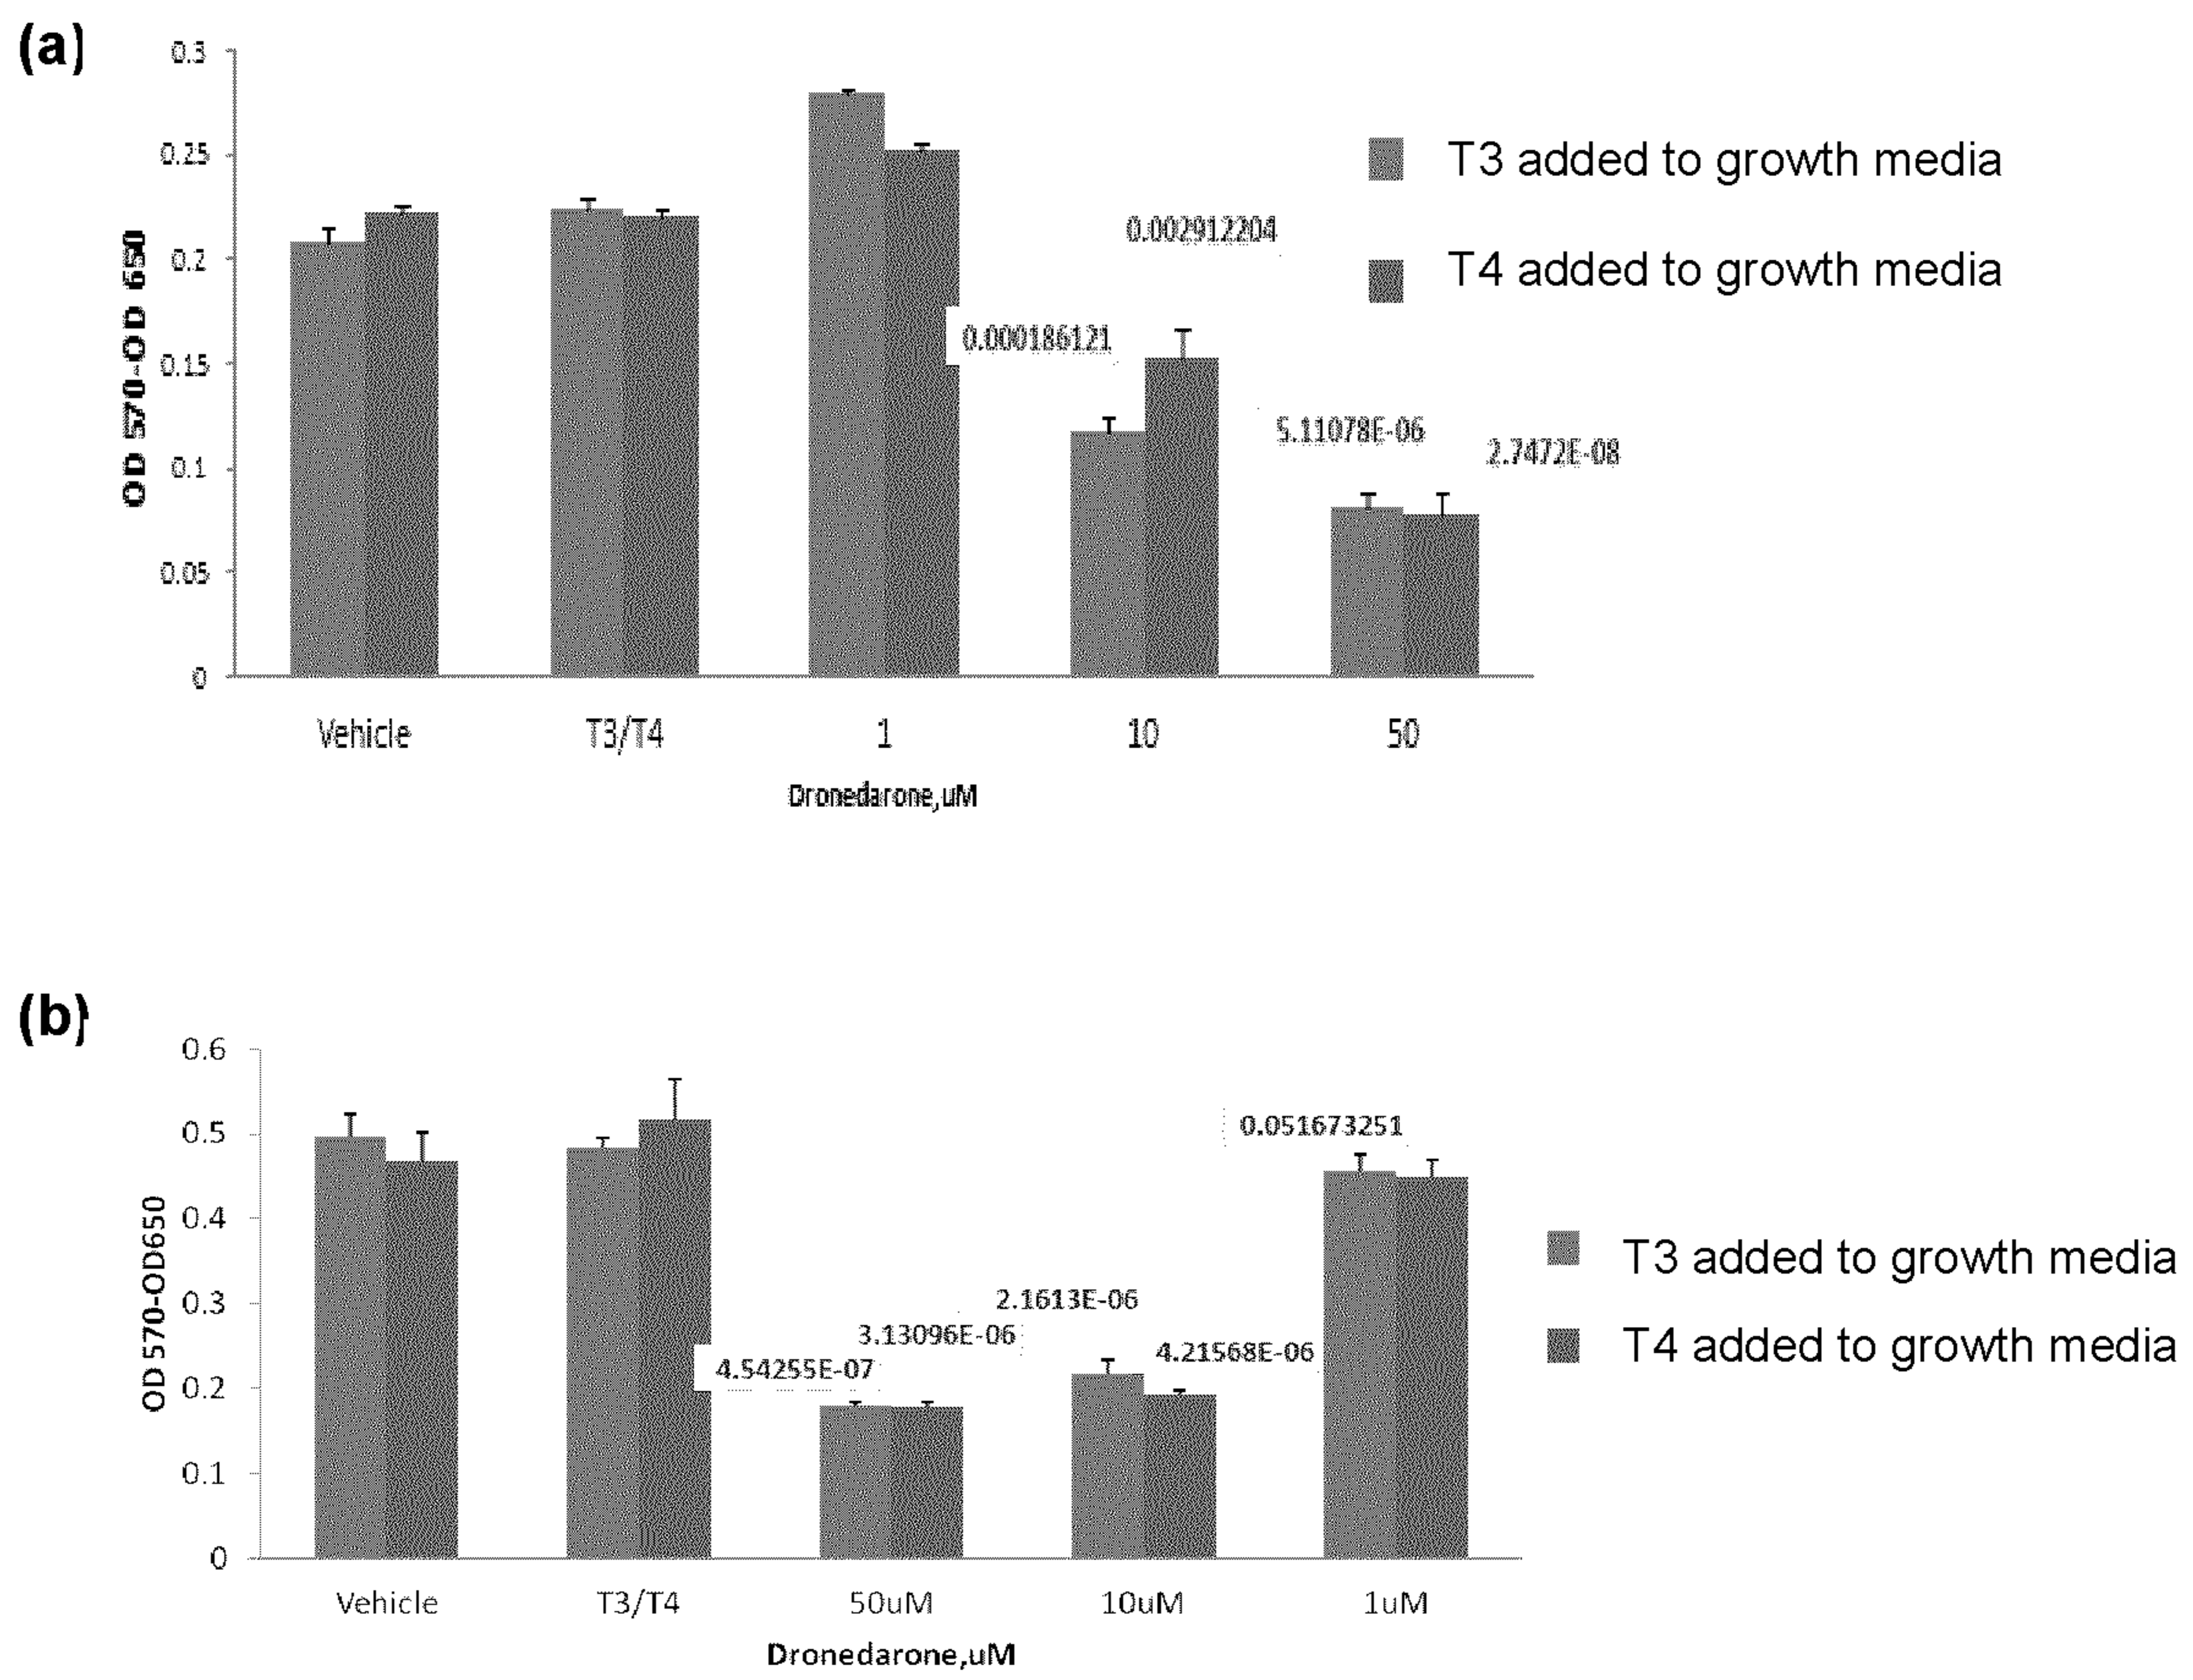 (a)
0.3
0.25
0.2
0.15
0.1
0.05
0
OD 570-OD 650
T3 added to growth media
T4 added to growth media
0.002912204
0.000186121
5.11078E-06
2.7472E-08
Vehicle
T3/T4
1
10
50
Dronedarone,uM
(b)
0.6
0.5
0.4
0.3
0.2
0.1
0
OD 570-OD650
0.051673251
2.1613E-06
3.13096E-06
4.21568E-06
4.54255E-07
T3 added to growth media
T4 added to growth media
Vehicle
T3/T4
50uM
10uM
1uM
Dronedarone,uM